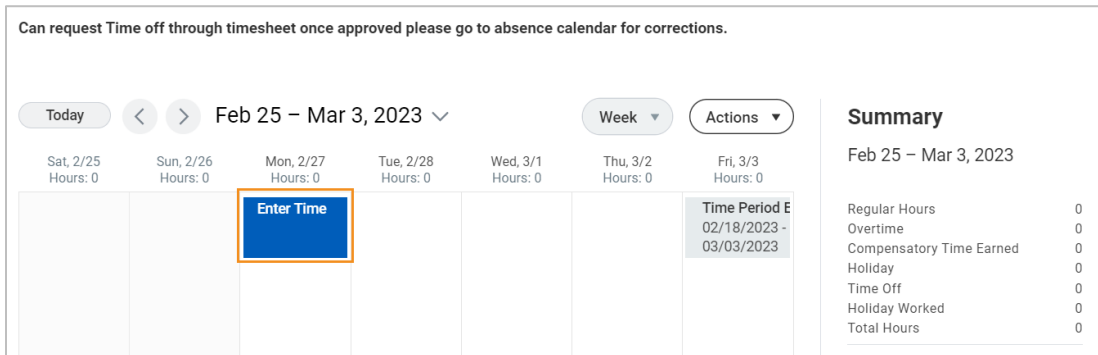 Can request Time off through timesheet once approved please go to absence calendar for corrections.
Today
Feb 25 – Mar 3, 2023
Week
Actions
Sat, 2/25
Hours: 0
Sun, 2/26
Hours: 0
Mon, 2/27
Hours: 0
Tue, 2/28
Hours: 0
Wed, 3/1
Hours: 0
Thu, 3/2
Hours: 0
Fri, 3/3
Hours: 0
Enter Time
Time Period E
02/18/2023 -
03/03/2023
Summary
Feb 25 – Mar 3, 2023
Regular Hours 0
Overtime 0
Compensatory Time Earned 0
Holiday 0
Time Off 0
Holiday Worked 0
Total Hours 0